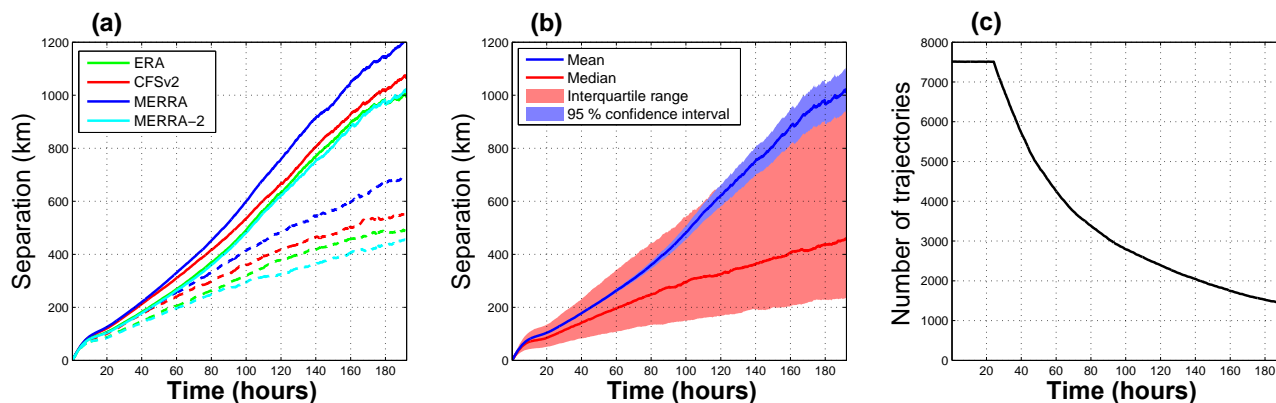 (a)
1200
1000
800
600
400
200
0
20 40 60 80 100 120 140 160 180
Separation (km)
Time (hours)
ERA
CFSv2
MERRA
MERRA−2
(b)
1200
1000
800
600
400
200
0
20 40 60 80 100 120 140 160 180
Separation (km)
Time (hours)
Mean
Median
Interquartile range
95 % confidence interval
(c)
8000
7000
6000
5000
4000
3000
2000
1000
0
20 40 60 80 100 120 140 160 180
Number of trajectories
Time (hours)